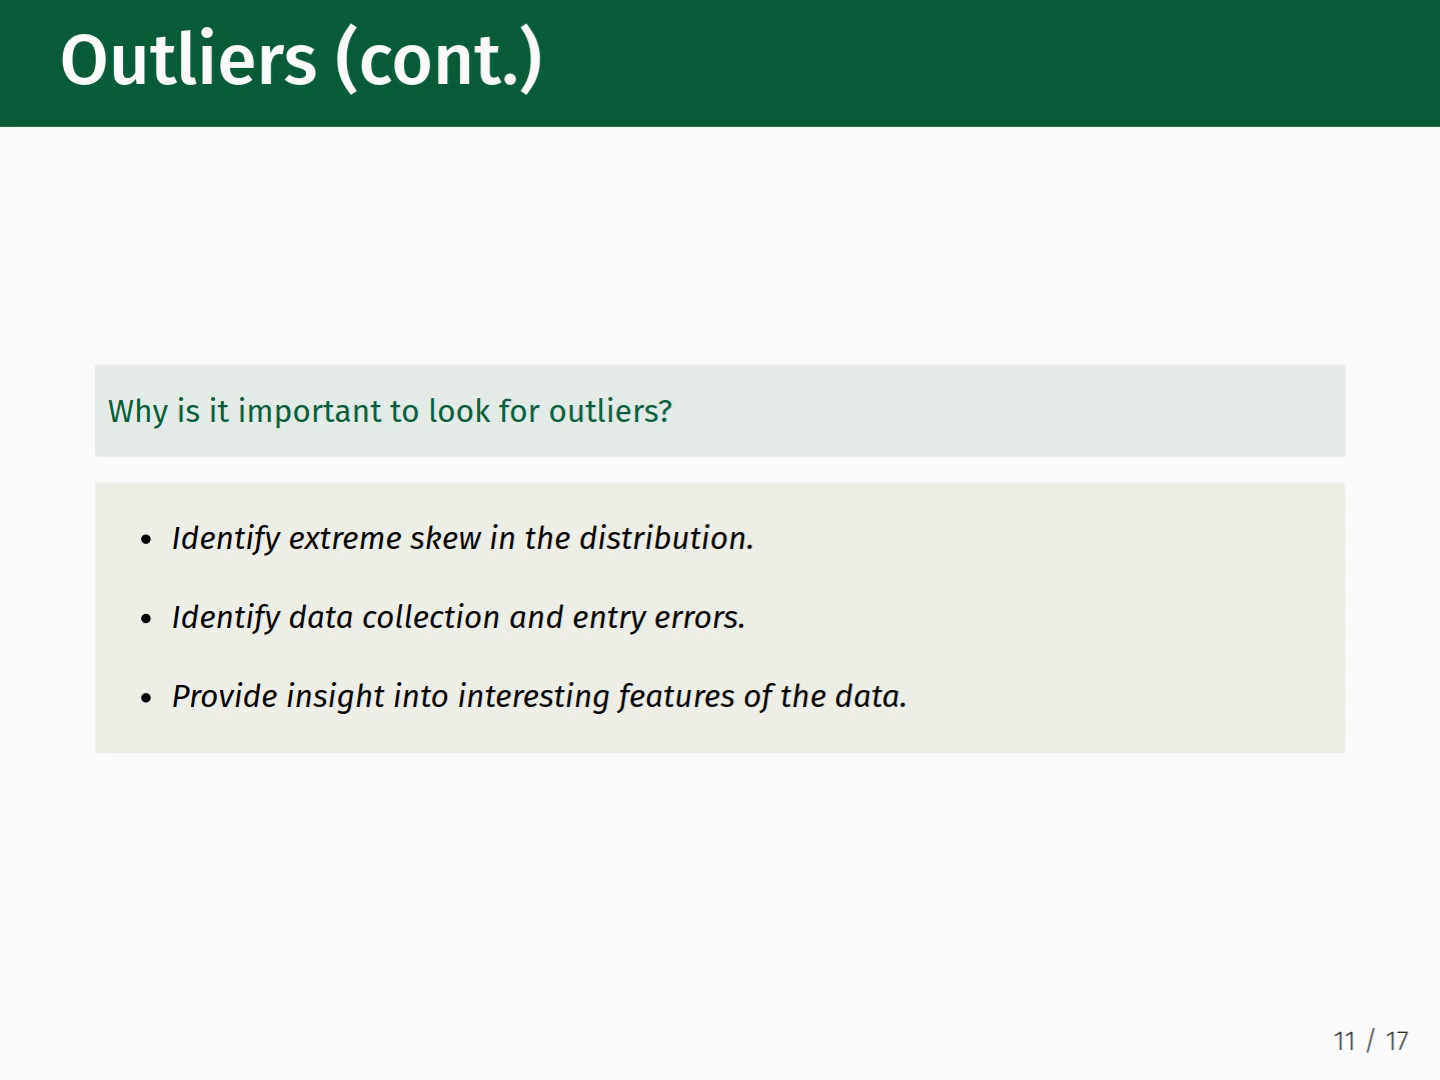 Outliers (cont.)
Why is it important to look for outliers?
• Identify extreme skew in the distribution.
• Identify data collection and entry errors.
• Provide insight into interesting features of the data.
11 / 17